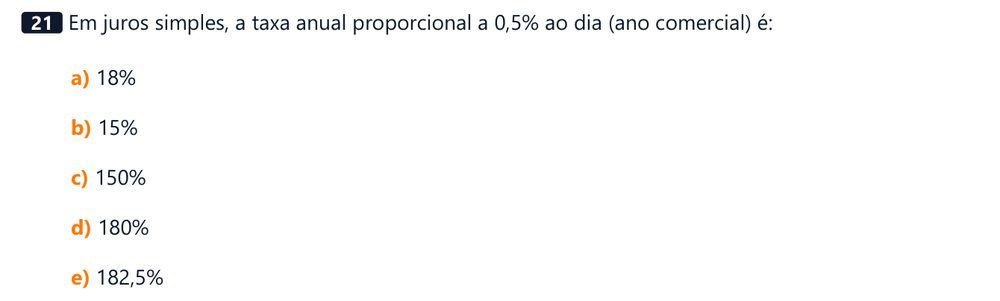 21 Em juros simples, a taxa anual proporcional a 0,5% ao dia (ano comercial) é:
a) 18%
b) 15%
c) 150%
d) 180%
e) 182,5%